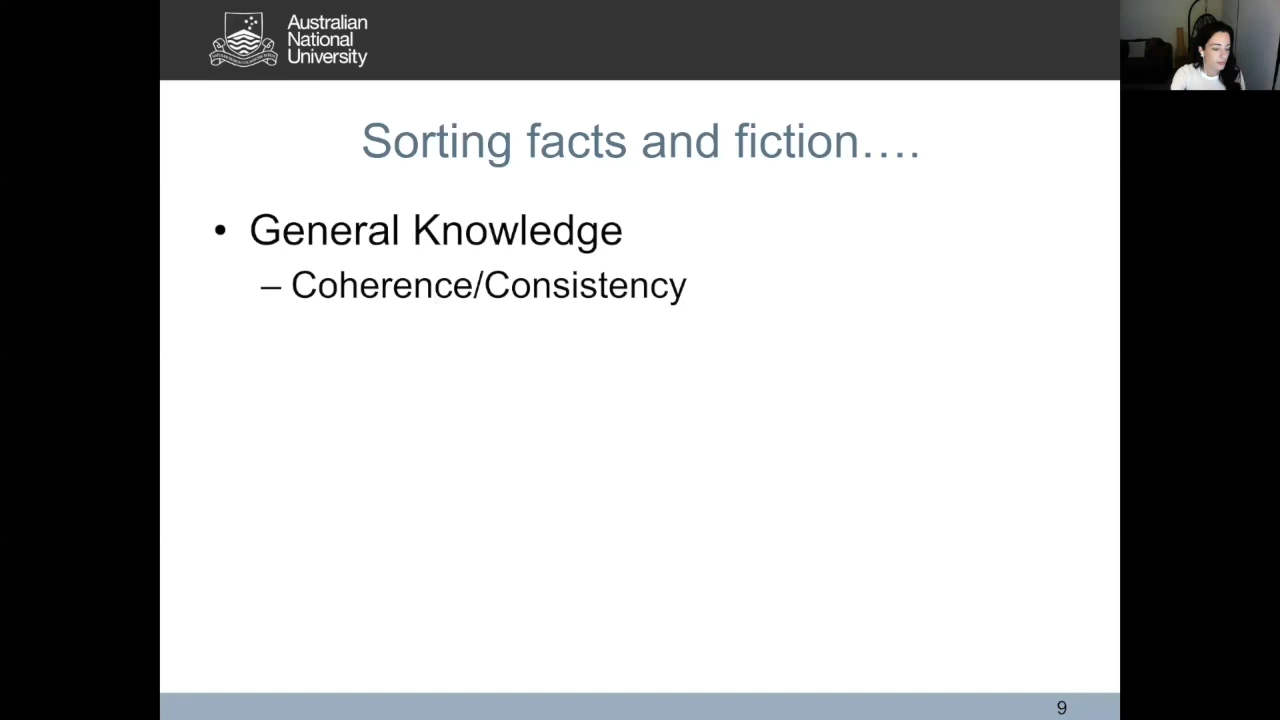 Australian
National
University
Sorting facts and fiction….
• General Knowledge
– Coherence/Consistency
9